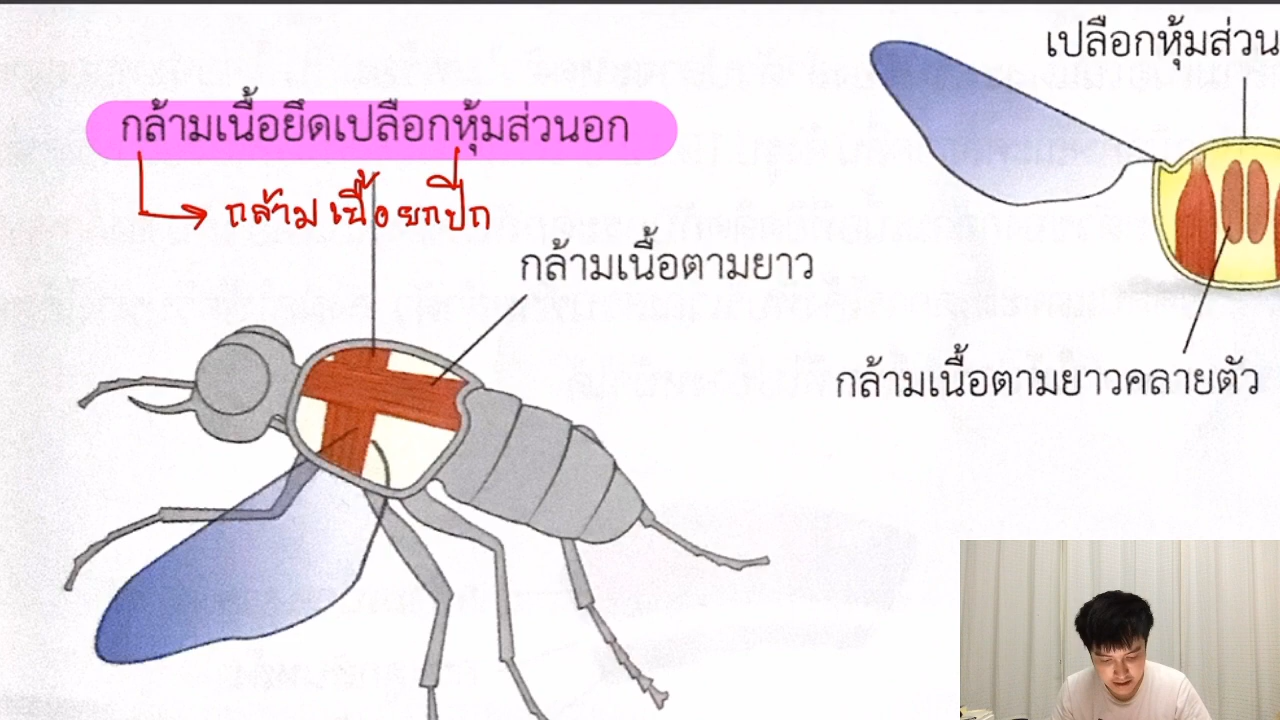 เปลือกหุ้มส่วน
กล้ามเนื้อยึดเปลือกหุ้มส่วนอก
กล้ามเนื้อยกปีก
กล้ามเนื้อตามยาว
กล้ามเนื้อตามยาวคลายตัว